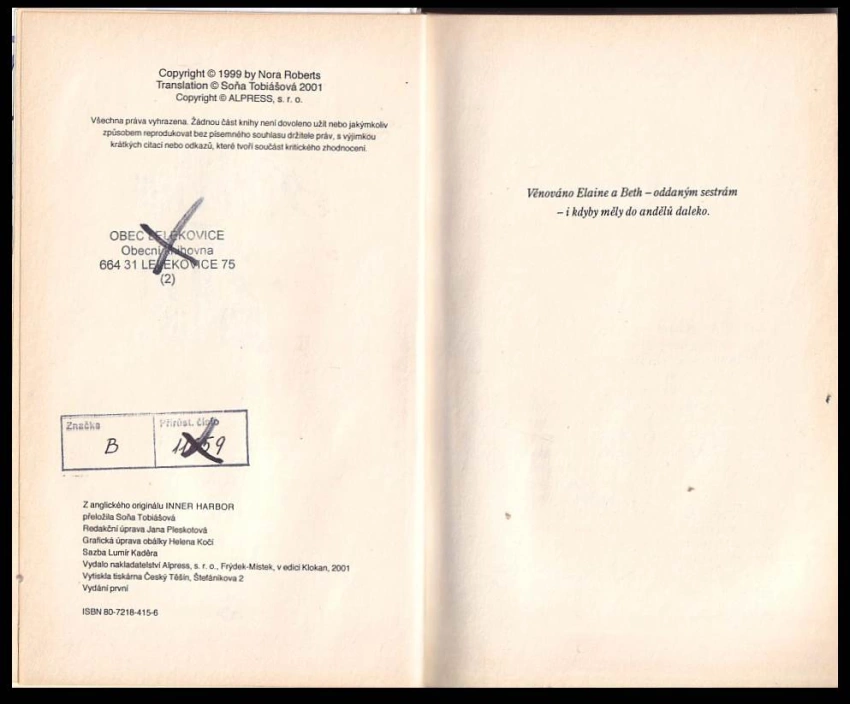 Copyright © 1999 by Nora Roberts
Translation © Soňa Tobiášová 2001
Copyright © ALPRESS, s. r. o.
Všechna práva vyhrazena. Žádnou část knihy není dovoleno užít nebo jakýmkoliv
způsobem reprodukovat bez písemného souhlasu držitele práv, s výjimkou
krátkých citací nebo odkazů, které tvoří součást kritického zhodnocení.
OBEC LELEKOVICE
Obecní knihovna
664 31 LELEKOVICE 75
(2)
Značka
Přírůst. číslo
B
Z anglického originálu INNER HARBOR
přeložila Soňa Tobiášová
Redakční úprava Jana Pleskotová
Grafická úprava obálky Helena Kočí
Sazba Lumír Kaděra
Vydalo nakladatelství Alpress, s. r. o., Frýdek-Místek, v edici Klokan, 2001
Vytiskla tiskárna Český Těšín, Štefánikova 2
Vydání první
ISBN 80-7218-415-6
Věnováno Elaine a Beth – oddaným sestrám
– i kdyby měly do andělů daleko.